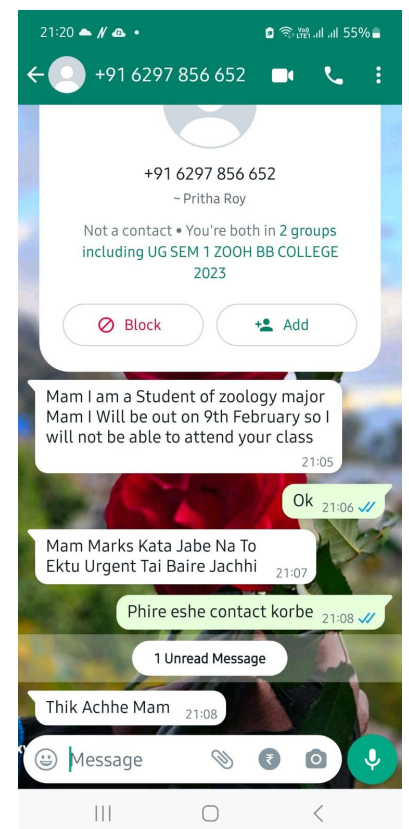 21:20
55%
+91 6297 856 652
+91 6297 856 652
~ Pritha Roy
Not a contact • You're both in 2 groups
including UG SEM 1 ZOOH BB COLLEGE
2023
Block
Add
Mam I am a Student of zoology major
Mam I Will be out on 9th February so I
will not be able to attend your class
21:05
Ok 21:06
Mam Marks Kata Jabe Na To
Ektu Urgent Tai Baire Jachhi 21:07
Phire eshe contact korbe 21:08
1 Unread Message
Thik Achhe Mam 21:08
Message